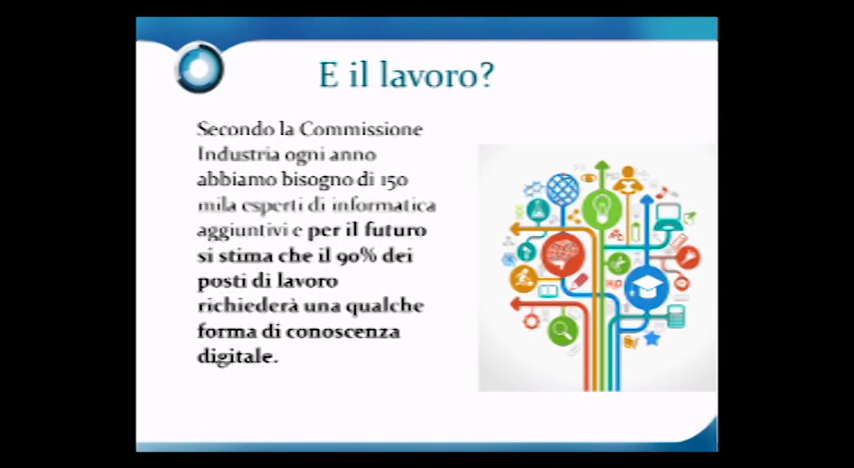 E il lavoro?
Secondo la Commissione
Industria ogni anno
abbiamo bisogno di 150
mila esperti di informatica
aggiuntivi e per il futuro
si stima che il 90% dei
posti di lavoro
richiederà una qualche
forma di conoscenza
digitale.